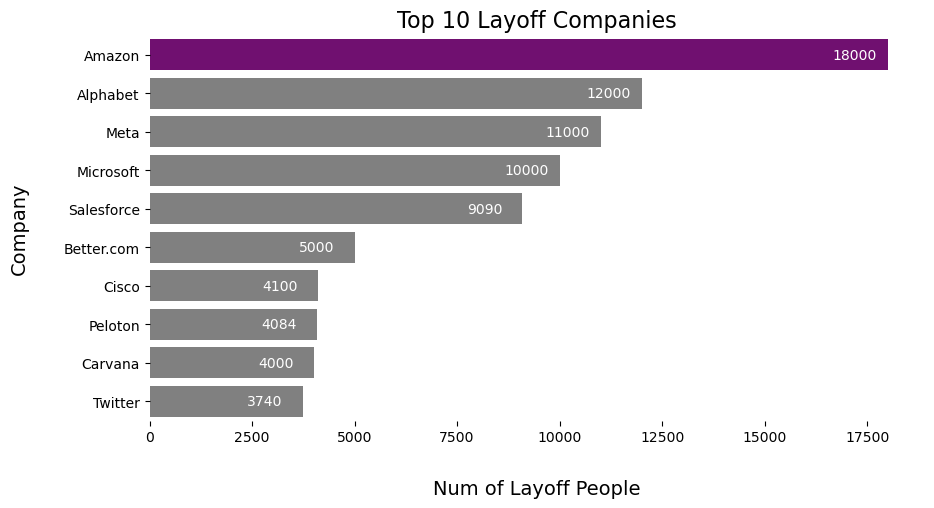 Top 10 Layoff Companies
Company
Amazon 18000
Alphabet 12000
Meta 11000
Microsoft 10000
Salesforce 9090
Better.com 5000
Cisco 4100
Peloton 4084
Carvana 4000
Twitter 3740
0 2500 5000 7500 10000 12500 15000 17500
Num of Layoff People